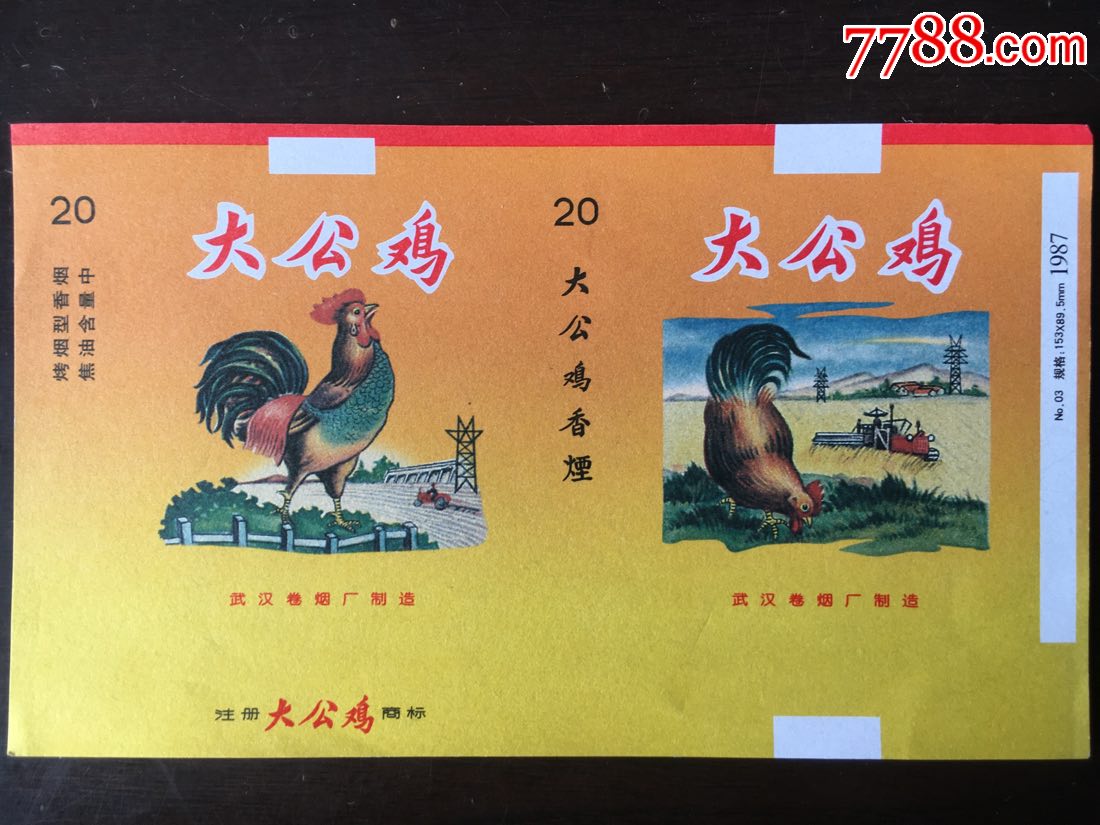 7788.com
20
烤烟型香烟
焦油含量中
大公鸡
武汉卷烟厂制造
注册 大公鸡 商标
20
大公鸡香煙
大公鸡
武汉卷烟厂制造
No.03 规格:153X89.5mm 1987